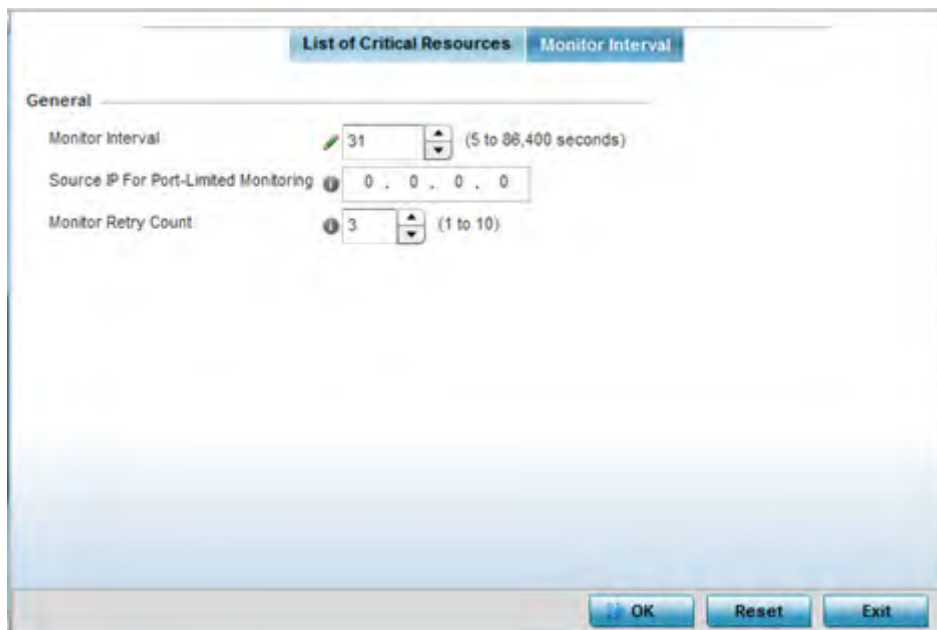 List of Critical Resources Monitor Interval
General
Monitor Interval 31 (5 to 86,400 seconds)
Source IP For Port-Limited Monitoring 0 . 0 . 0 . 0
Monitor Retry Count 3 (1 to 10)
OK Reset Exit